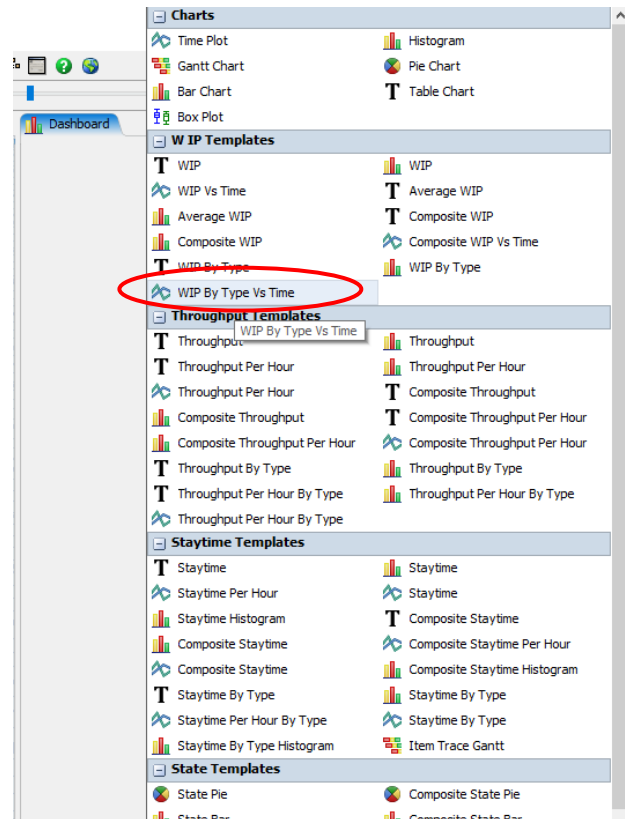 Charts
Time Plot Histogram
Gantt Chart Pie Chart
Bar Chart T Table Chart
Dashboard
Box Plot
W IP Templates
T WIP WIP
WIP Vs Time T Average WIP
Average WIP T Composite WIP
Composite WIP Composite WIP Vs Time
T WIP By Type WIP By Type
WIP By Type Vs Time
Throughput Templates
WIP By Type Vs Time
T Throughput Throughput
T Throughput Per Hour Throughput Per Hour
Throughput Per Hour T Composite Throughput
Composite Throughput T Composite Throughput Per Hour
Composite Throughput Per Hour Composite Throughput Per Hour
T Throughput By Type Throughput By Type
T Throughput Per Hour By Type Throughput Per Hour By Type
Throughput Per Hour By Type
Staytime Templates
T Staytime Staytime
Staytime Per Hour Staytime
Staytime Histogram T Composite Staytime
Composite Staytime Composite Staytime Per Hour
Composite Staytime Composite Staytime Histogram
T Staytime By Type Staytime By Type
Staytime Per Hour By Type Staytime By Type
Staytime By Type Histogram Item Trace Gantt
State Templates
State Pie Composite State Pie
State Bar Composite State Bar